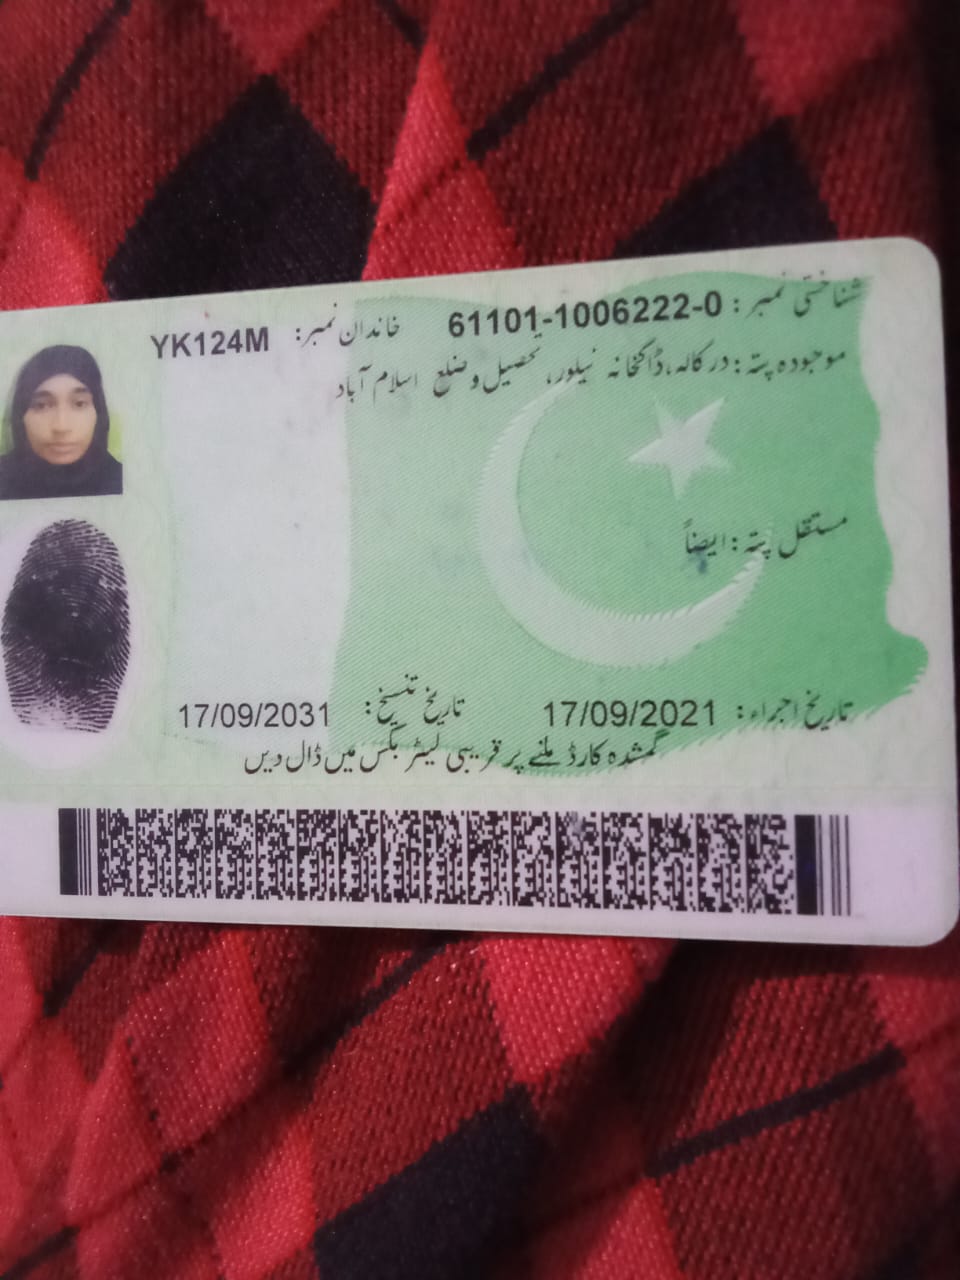 شناختی نمبر: 61101-1006222-0 خاندان نمبر: YK124M
موجودہ پتہ: درکالہ، ڈاکخانہ نیلور، تحصیل و ضلع اسلام آباد
مستقل پتہ: ایضاً
تاریخ اجراء: 17/09/2021 تاریخ تنسیخ: 17/09/2031
گمشدہ کارڈ ملنے پر قریبی لیٹر بکس میں ڈال دیں